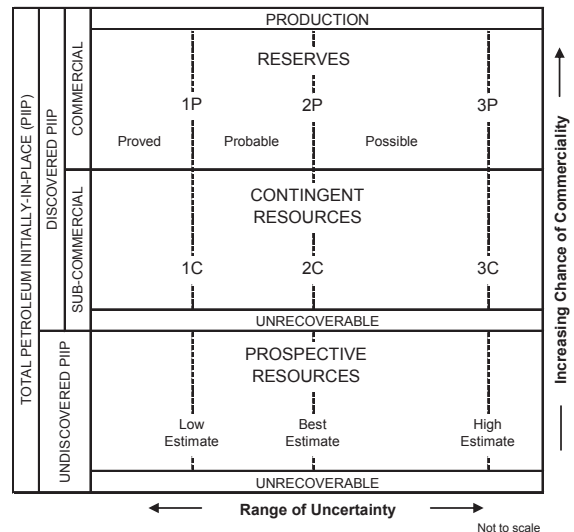 TOTAL PETROLEUM INITIALLY-IN-PLACE (PIIP)
DISCOVERED PIIP
COMMERCIAL
PRODUCTION
RESERVES
1P 2P 3P
Proved Probable Possible
SUB-COMMERCIAL
CONTINGENT
RESOURCES
1C 2C 3C
UNRECOVERABLE
UNDISCOVERED PIIP
PROSPECTIVE
RESOURCES
Low Best High
Estimate Estimate Estimate
UNRECOVERABLE
Increasing Chance of Commerciality
Range of Uncertainty
Not to scale